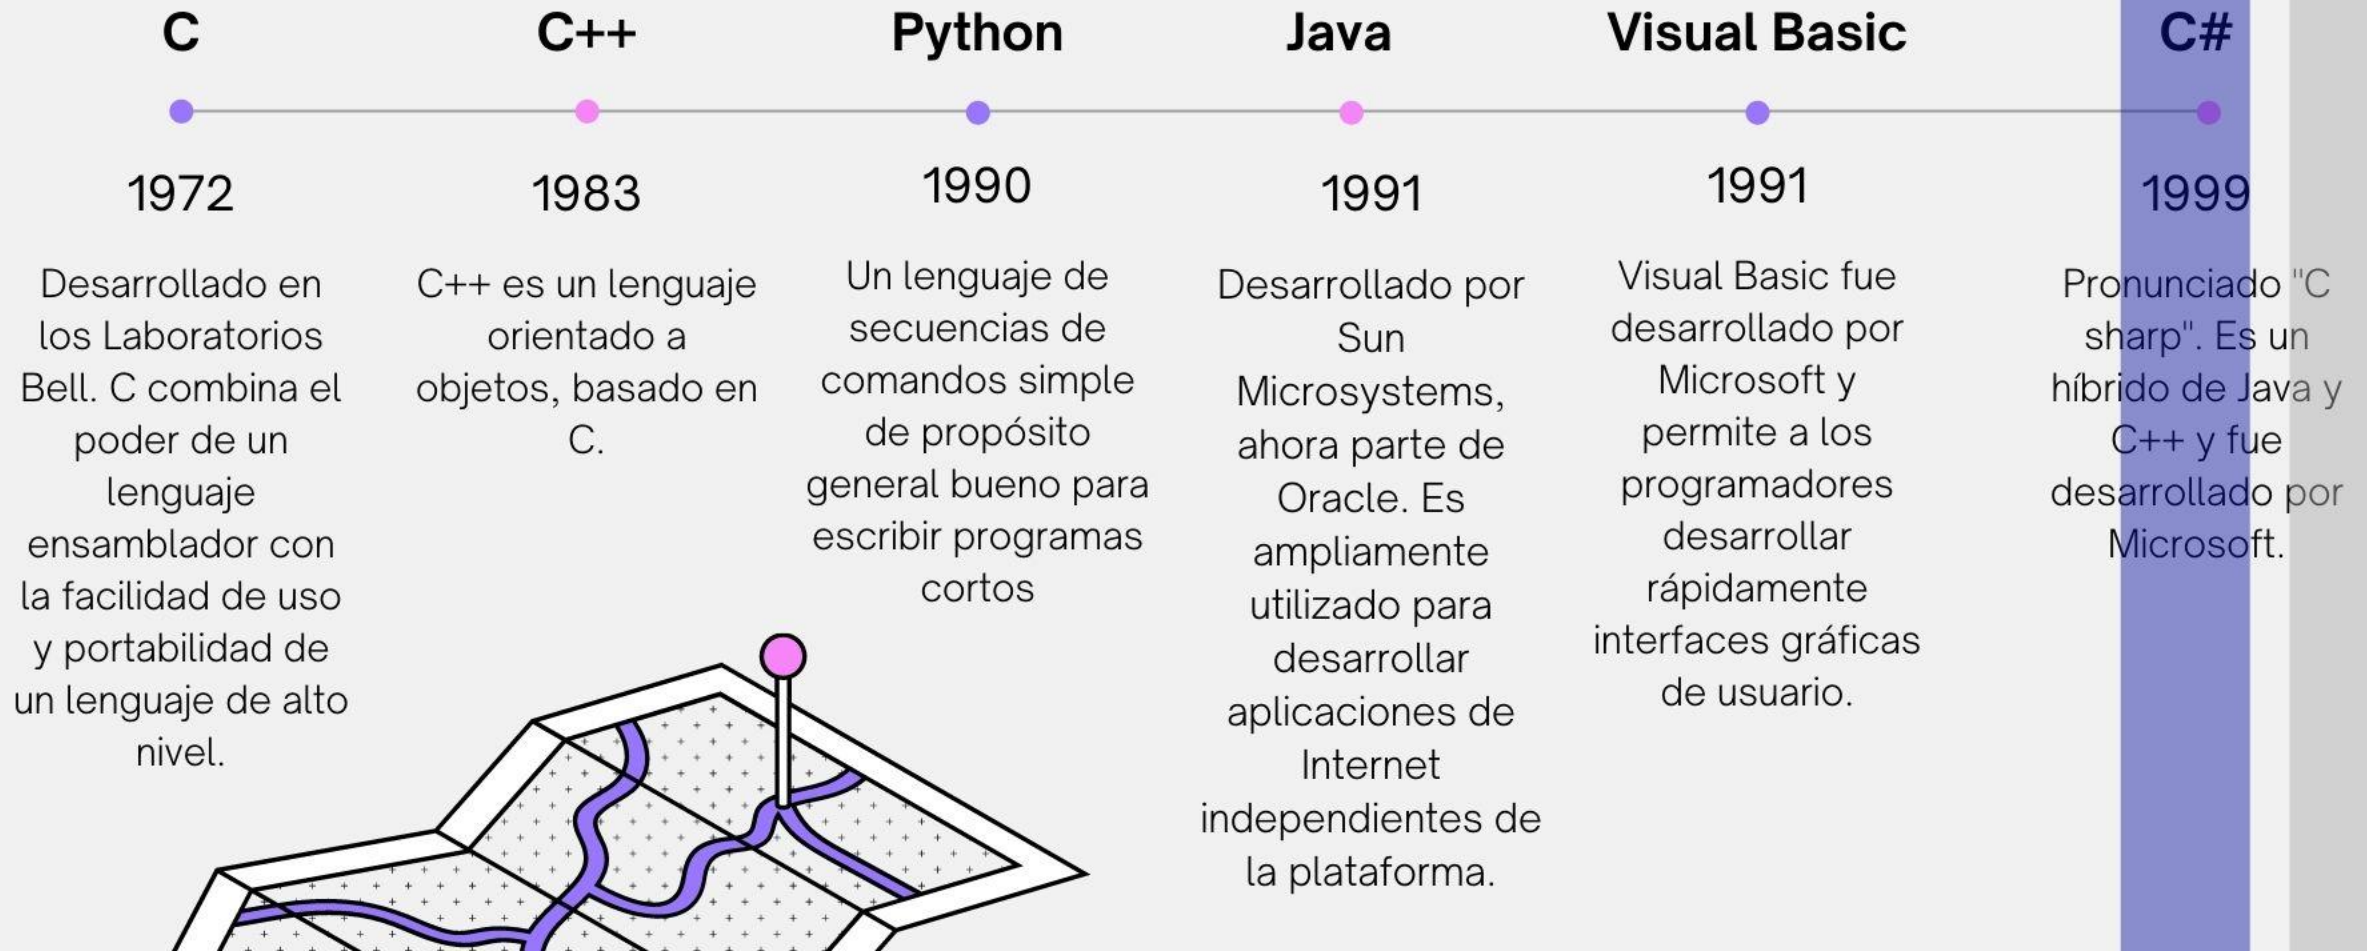 C
1972
Desarrollado en
los Laboratorios
Bell. C combina el
poder de un
lenguaje
ensamblador con
la facilidad de uso
y portabilidad de
un lenguaje de alto
nivel.
C++
1983
C++ es un lenguaje
orientado a
objetos, basado en
C.
Python
1990
Un lenguaje de
secuencias de
comandos simple
de propósito
general bueno para
escribir programas
cortos
Java
1991
Desarrollado por
Sun
Microsystems,
ahora parte de
Oracle. Es
ampliamente
utilizado para
desarrollar
aplicaciones de
Internet
independientes de
la plataforma.
Visual Basic
1991
Visual Basic fue
desarrollado por
Microsoft y
permite a los
programadores
desarrollar
rápidamente
interfaces gráficas
de usuario.
C#
1999
Pronunciado "C
sharp". Es un
híbrido de Java y
C++ y fue
desarrollado por
Microsoft.